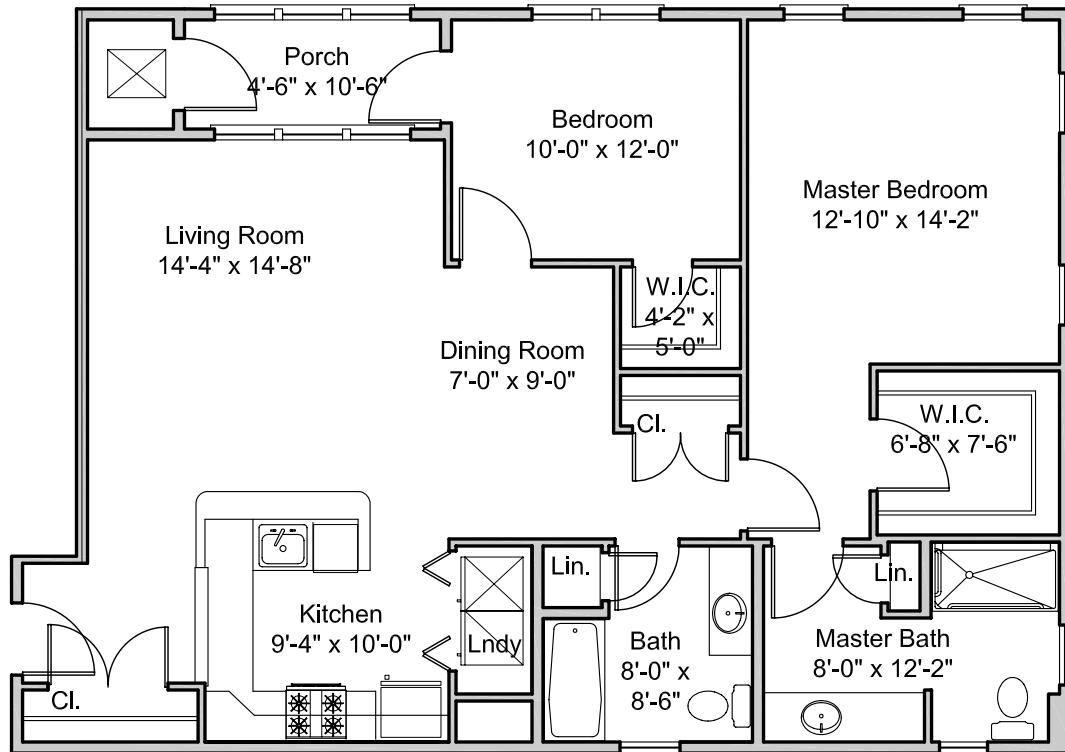 Porch
4'-6" x 10'-6"
Bedroom
10'-0" x 12'-0"
Master Bedroom
12'-10" x 14'-2"
Living Room
14'-4" x 14'-8"
W.I.C.
4'-2" x
5'-0"
Dining Room
7'-0" x 9'-0"
Cl.
W.I.C.
6'-8" x 7'-6"
Lin.
Lin.
Kitchen
9'-4" x 10'-0"
Lndy
Bath
8'-0" x
8'-6"
Master Bath
8'-0" x 12'-2"
Cl.